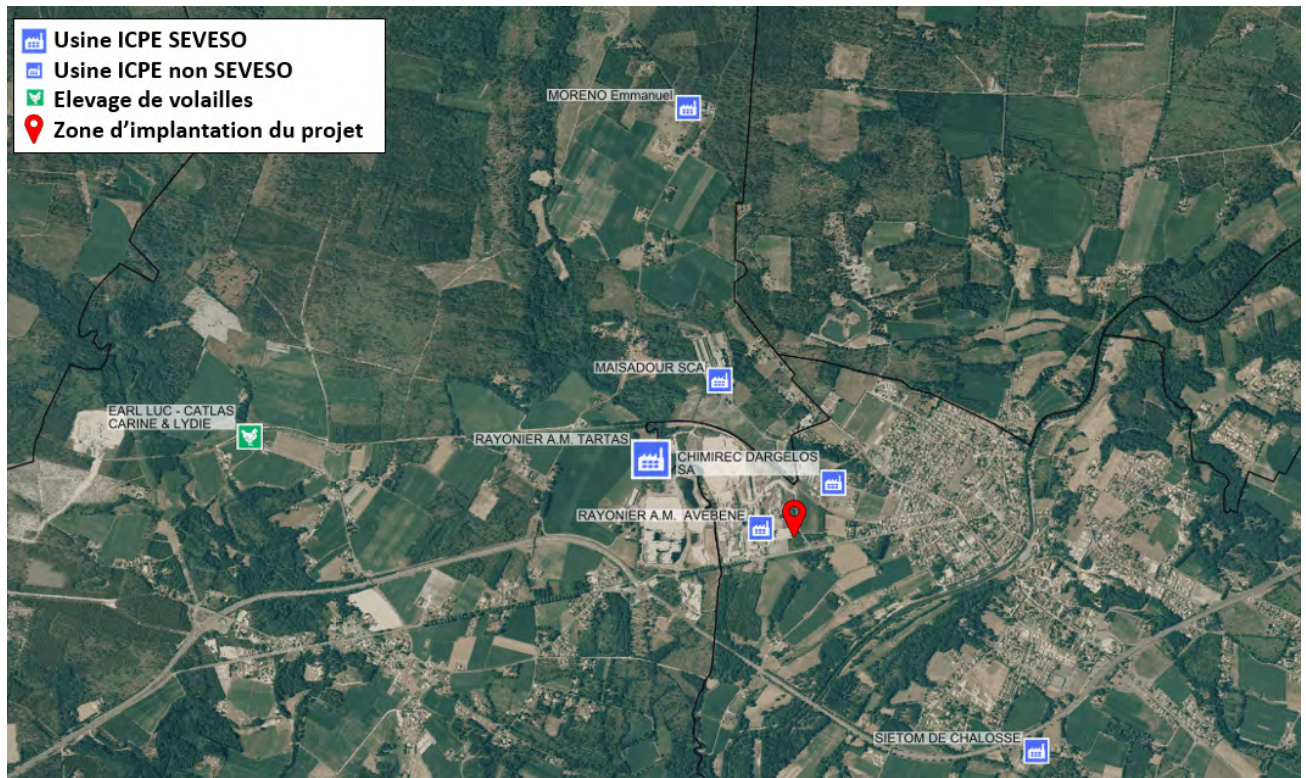 Usine ICPE SEVESO
Usine ICPE non SEVESO
Elevage de volailles
Zone d'implantation du projet
MORENO Emmanuel
MAISADOUR SCA
EARL LUC - CATLAS
CARINE & LYDIE
RAYONIER A.M. TARTAS
CHIMIREC DARGELOS
SA
RAYONIER A.M. AVEBENE
SIETOM DE CHALOSSE